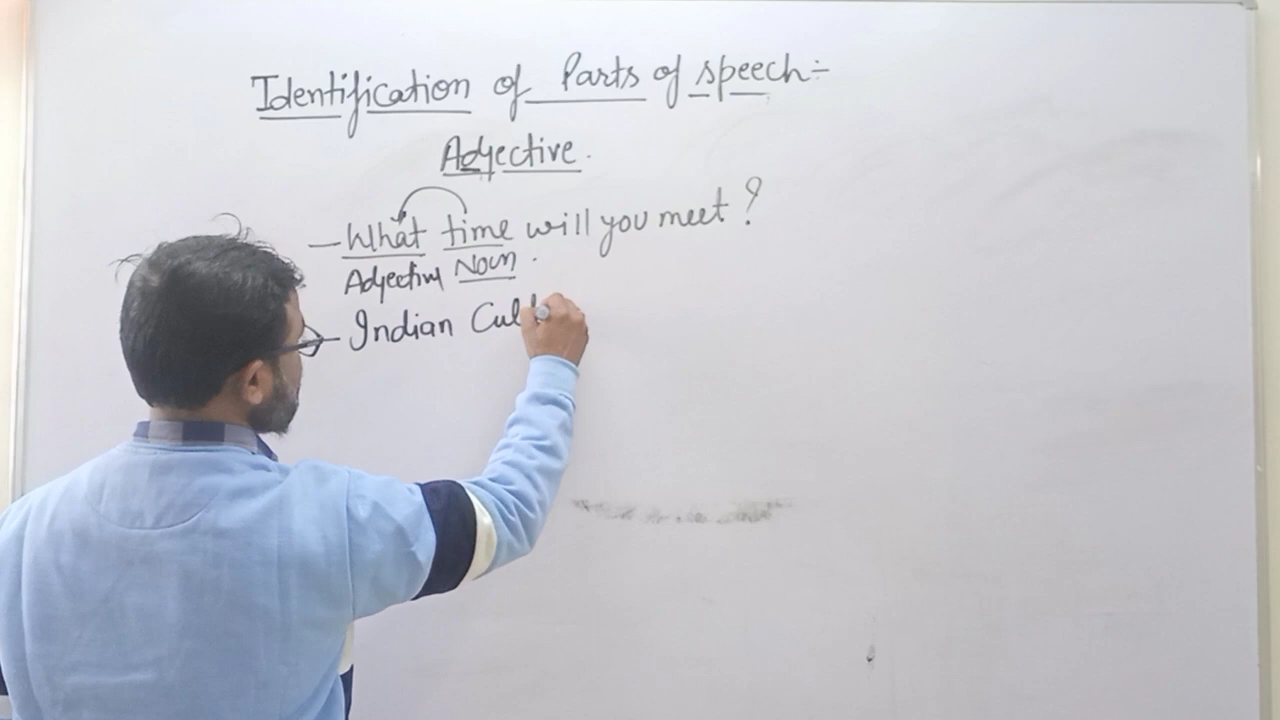 Identification of Parts of speech:-
Adjective.
- What time will you meet ?
Adjective Noun.
- Indian Cul